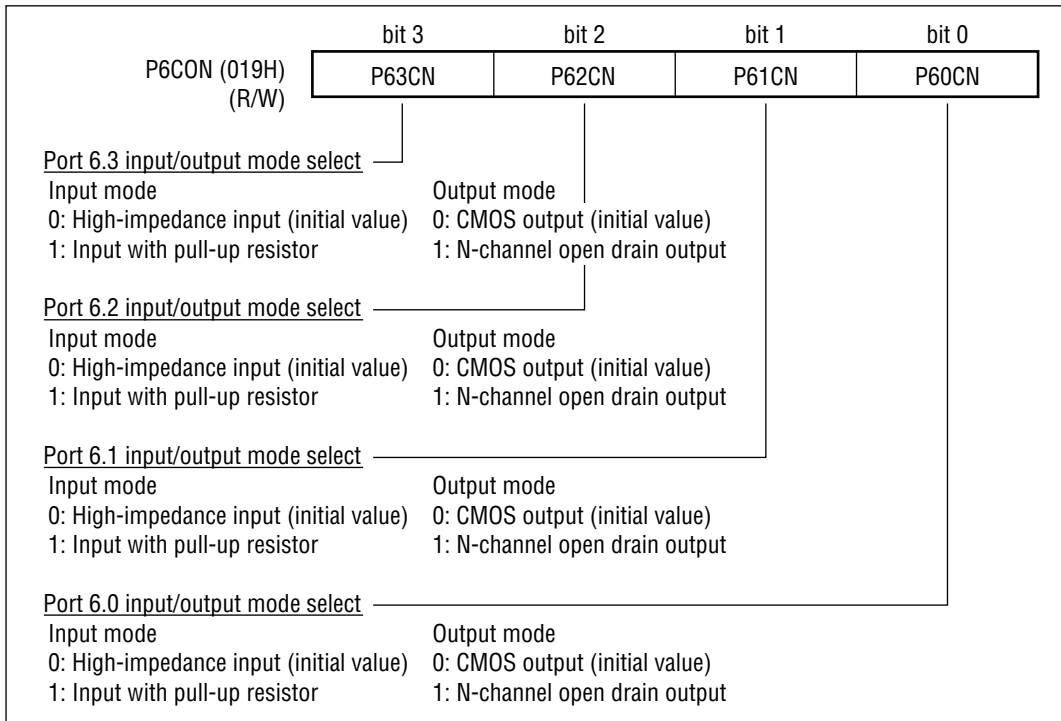 bit 3 bit 2 bit 1 bit 0
P6CON (019H) P63CN P62CN P61CN P60CN
(R/W)
Port 6.3 input/output mode select
Input mode Output mode
0: High-impedance input (initial value) 0: CMOS output (initial value)
1: Input with pull-up resistor 1: N-channel open drain output
Port 6.2 input/output mode select
Input mode Output mode
0: High-impedance input (initial value) 0: CMOS output (initial value)
1: Input with pull-up resistor 1: N-channel open drain output
Port 6.1 input/output mode select
Input mode Output mode
0: High-impedance input (initial value) 0: CMOS output (initial value)
1: Input with pull-up resistor 1: N-channel open drain output
Port 6.0 input/output mode select
Input mode Output mode
0: High-impedance input (initial value) 0: CMOS output (initial value)
1: Input with pull-up resistor 1: N-channel open drain output